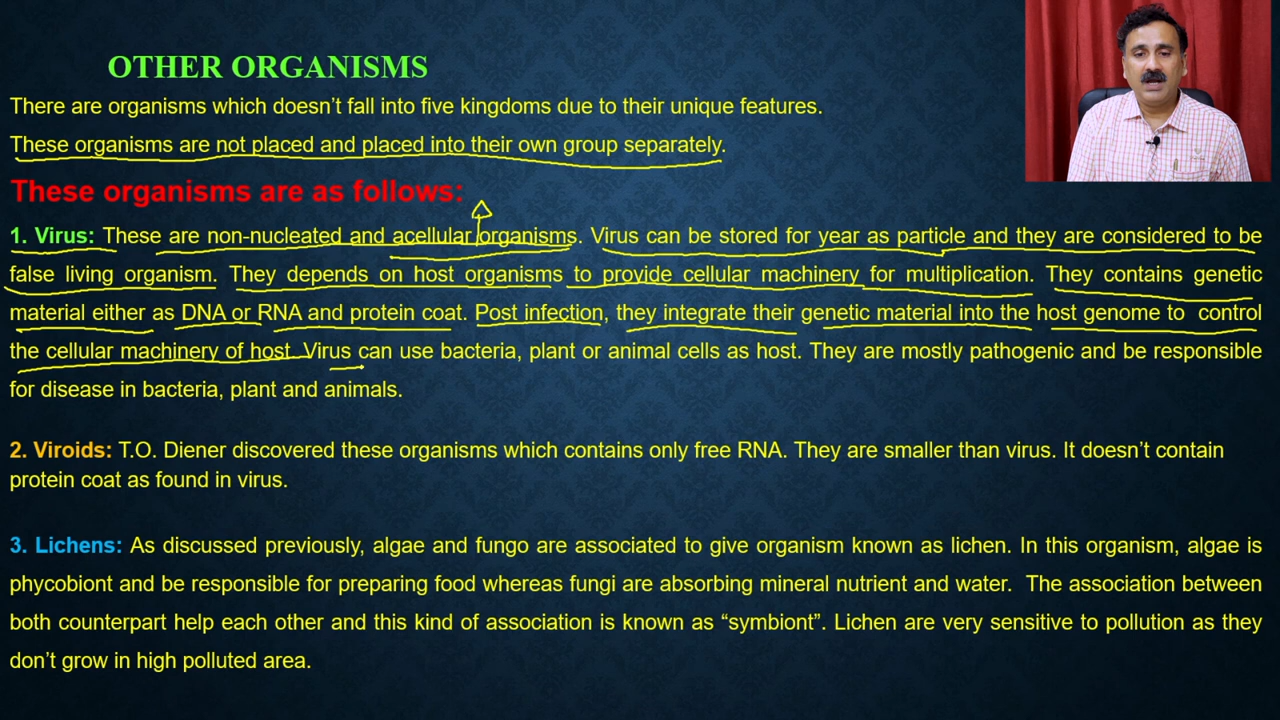 OTHER ORGANISMS
There are organisms which doesn't fall into five kingdoms due to their unique features.
These organisms are not placed and placed into their own group separately.
These organisms are as follows:
1. Virus: These are non-nucleated and acellular organisms. Virus can be stored for year as particle and they are considered to be
false living organism. They depends on host organisms to provide cellular machinery for multiplication. They contains genetic
material either as DNA or RNA and protein coat. Post infection, they integrate their genetic material into the host genome to control
the cellular machinery of host. Virus can use bacteria, plant or animal cells as host. They are mostly pathogenic and be responsible
for disease in bacteria, plant and animals.
2. Viroids: T.O. Diener discovered these organisms which contains only free RNA. They are smaller than virus. It doesn't contain
protein coat as found in virus.
3. Lichens: As discussed previously, algae and fungo are associated to give organism known as lichen. In this organism, algae is
phycobiont and be responsible for preparing food whereas fungi are absorbing mineral nutrient and water. The association between
both counterpart help each other and this kind of association is known as “symbiont”. Lichen are very sensitive to pollution as they
don't grow in high polluted area.